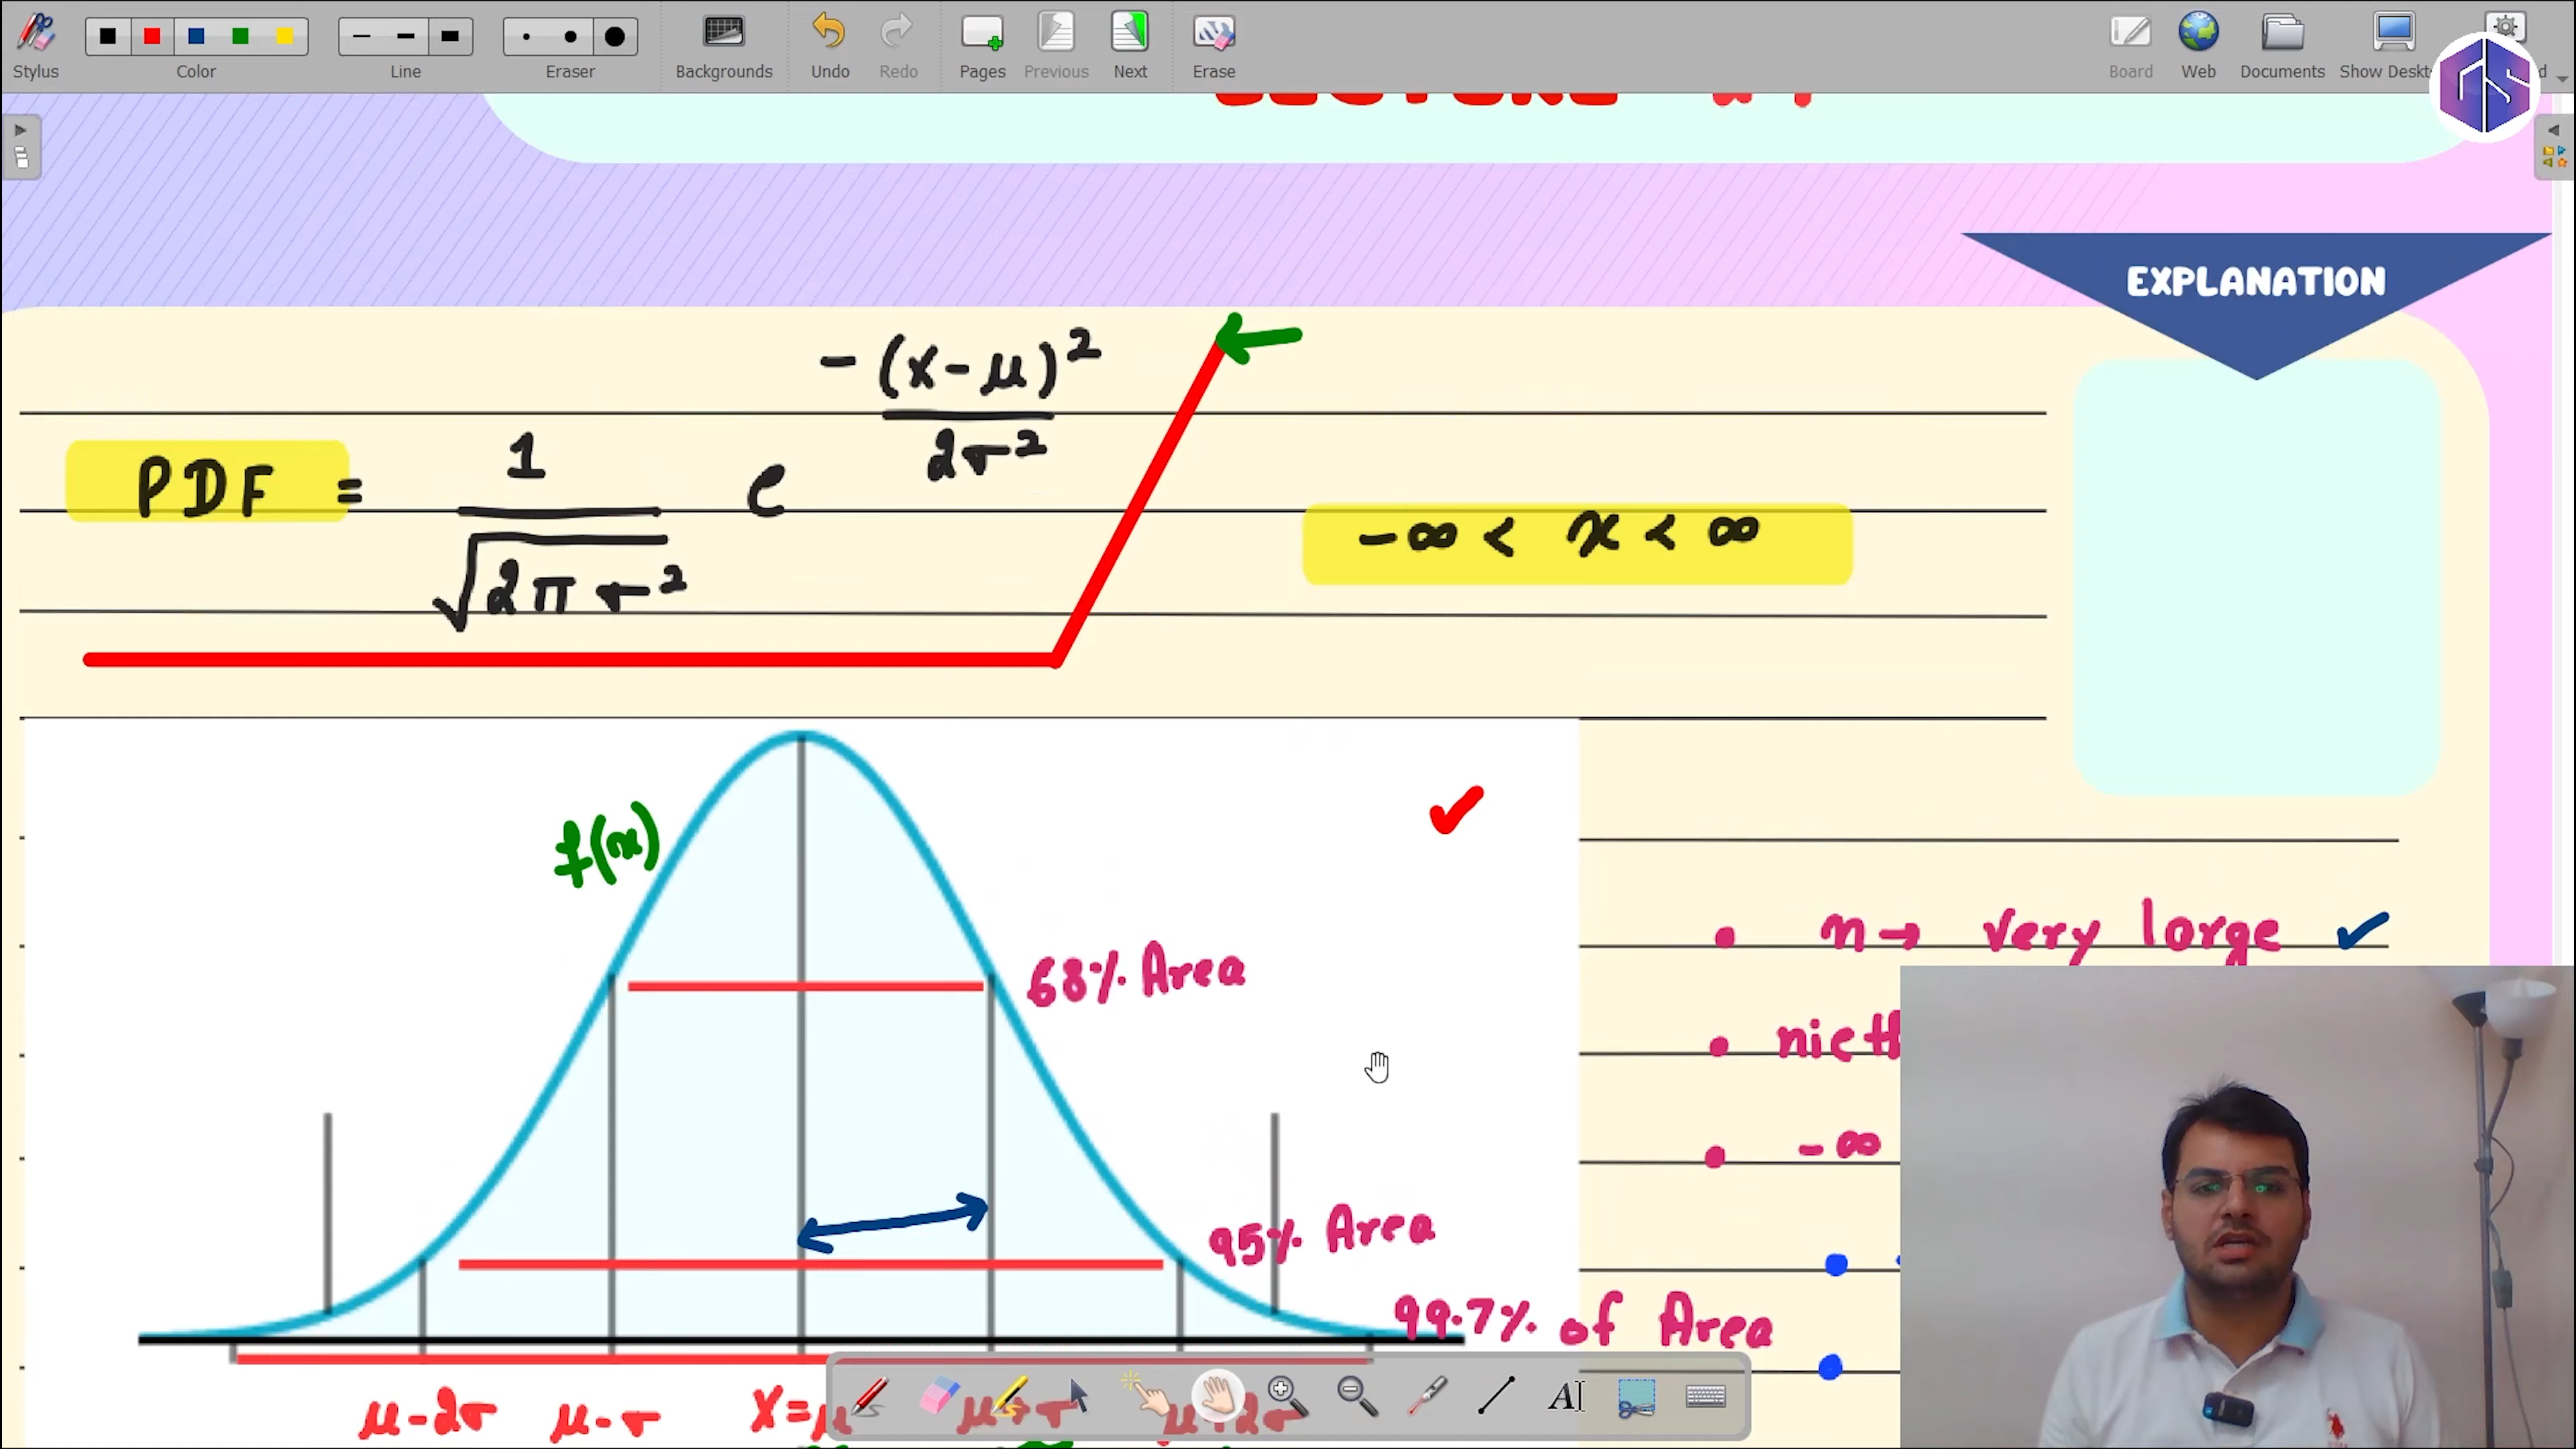 Stylus
Color
Line
Eraser
Backgrounds
Undo
Redo
Pages
Previous
Next
Erase
Board
Web
Documents
Show Deskt
EXPLANATION
PDF = 1/√2πσ² e -(x-μ)²/2σ²
-∞ < x < ∞
f(x)
68% Area
95% Area
99.7% of Area
μ-2σ μ-σ X=μ μ+σ μ+2σ
• n→ very large ✓
• -∞